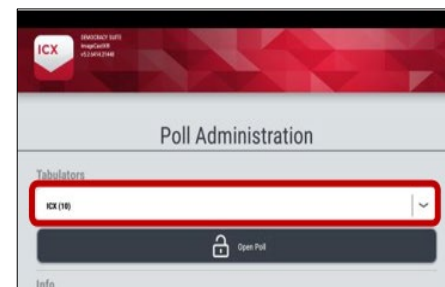 ICX
DEMOCRACY SUITE
ImageCastX®
Poll Administration
Tabulators
ICX (10)
Open Poll
Info